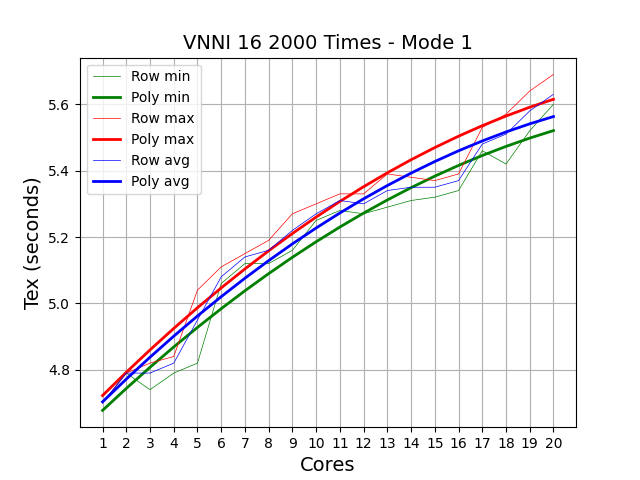 VNNI 16 2000 Times - Mode 1
Row min
Poly min
Row max
Poly max
Row avg
Poly avg
5.6
5.4
5.2
5.0
4.8
Tex (seconds)
1 2 3 4 5 6 7 8 9 10 11 12 13 14 15 16 17 18 19 20
Cores